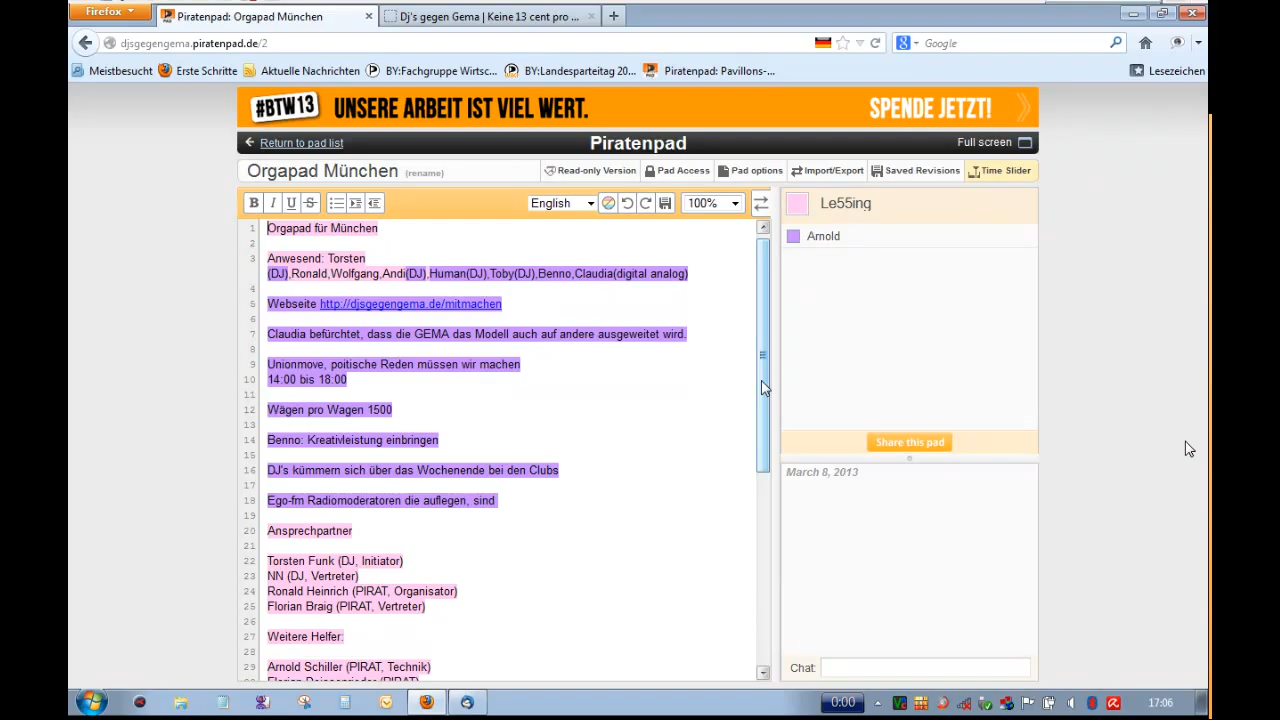 Firefox
Piratenpad: Orgapad München
Dj's gegen Gema | Keine 13 cent pro ...
djsgegengema.piratenpad.de/2
Google
Meistbesucht
Erste Schritte
Aktuelle Nachrichten
BY:Fachgruppe Wirtsc...
BY:Landesparteitag 20...
Piratenpad: Pavillons-...
Lesezeichen
#BTW13 UNSERE ARBEIT IST VIEL WERT. SPENDE JETZT!
Return to pad list
Piratenpad
Full screen
Orgapad München (rename)
Read-only Version
Pad Access
Pad options
Import/Export
Saved Revisions
Time Slider
B I U S
English
100%
Le55ing
Arnold
1 Orgapad für München
2
3 Anwesend: Torsten
(DJ),Ronald,Wolfgang,Andi(DJ),Human(DJ),Toby(DJ),Benno,Claudia(digital analog)
4
5 Webseite http://djsgegengema.de/mitmachen
6
7 Claudia befürchtet, dass die GEMA das Modell auch auf andere ausgeweitet wird.
8
9 Unionmove, poitische Reden müssen wir machen
10 14:00 bis 18:00
11
12 Wägen pro Wagen 1500
13
14 Benno: Kreativleistung einbringen
15
16 DJ's kümmern sich über das Wochenende bei den Clubs
17
18 Ego-fm Radiomoderatoren die auflegen, sind
19
20 Ansprechpartner
21
22 Torsten Funk (DJ, Initiator)
23 NN (DJ, Vertreter)
24 Ronald Heinrich (PIRAT, Organisator)
25 Florian Braig (PIRAT, Vertreter)
26
27 Weitere Helfer:
28
29 Arnold Schiller (PIRAT, Technik)
Share this pad
March 8, 2013
Chat:
0:00
17:06